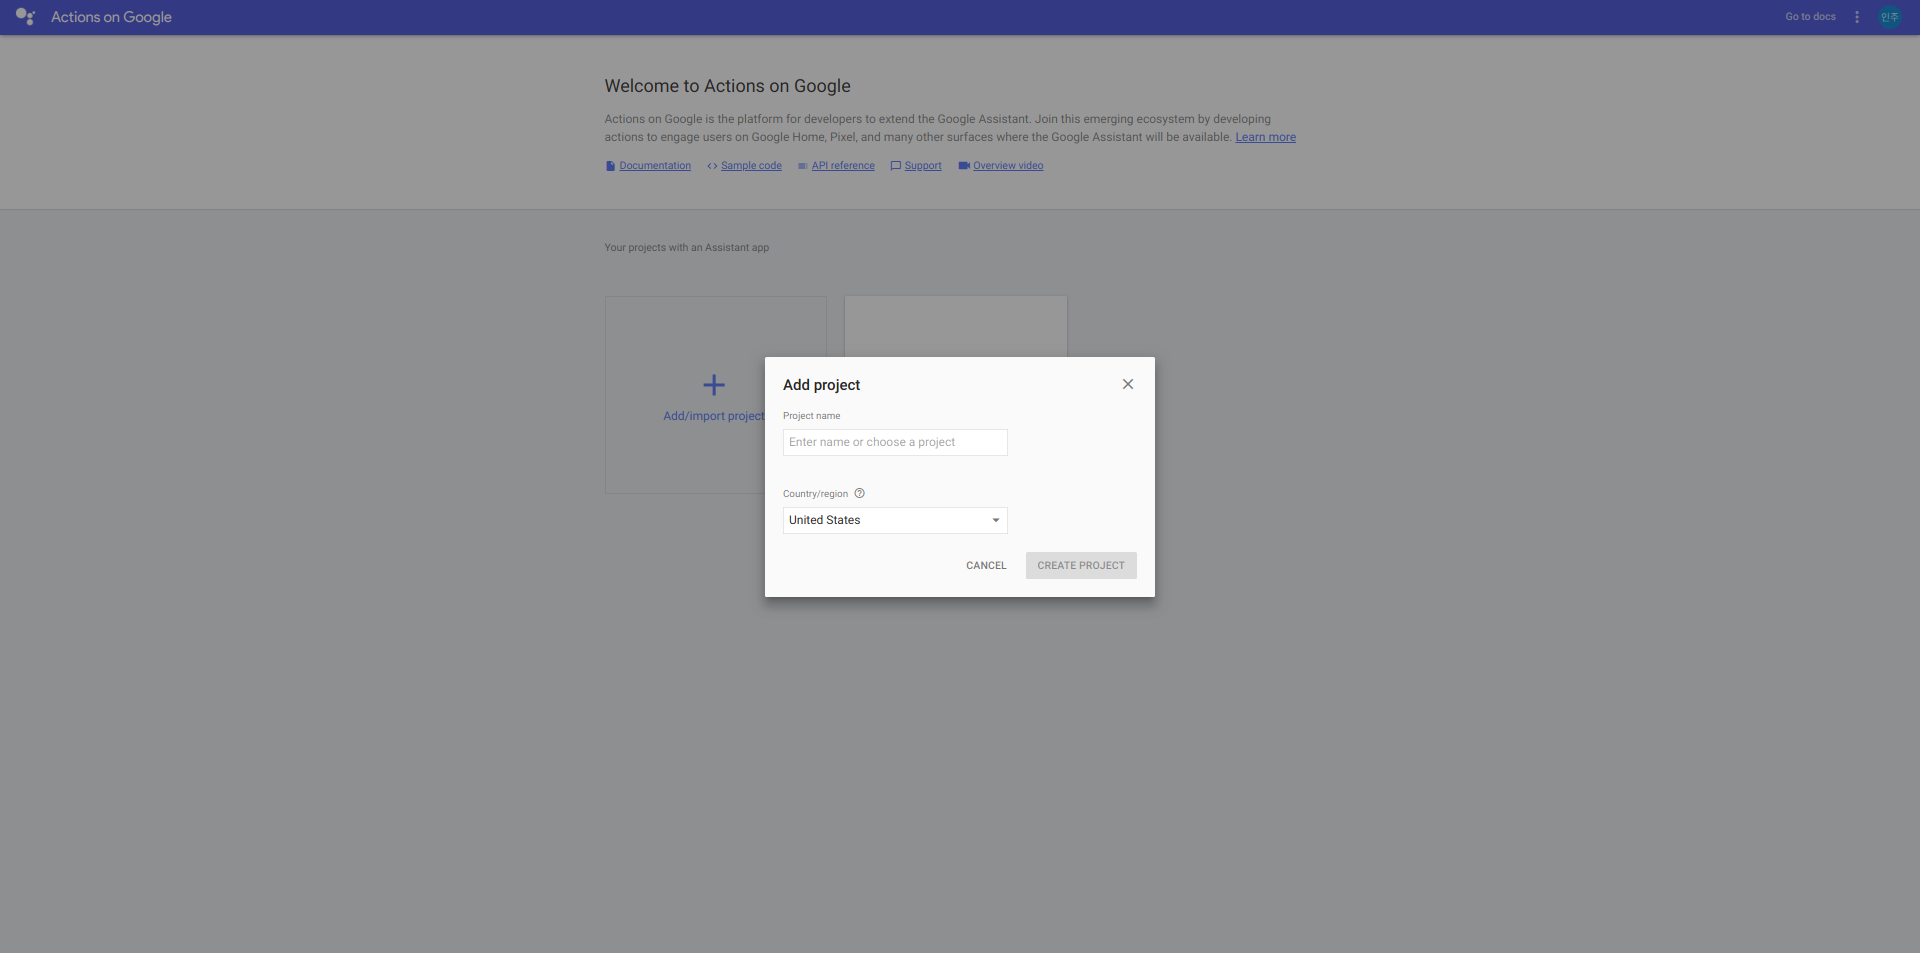 Actions on Google
Go to docs
인주
Welcome to Actions on Google
Actions on Google is the platform for developers to extend the Google Assistant. Join this emerging ecosystem by developing
actions to engage users on Google Home, Pixel, and many other surfaces where the Google Assistant will be available. Learn more
Documentation Sample code API reference Support Overview video
Your projects with an Assistant app
Add/import project
Add project
Project name
Enter name or choose a project
Country/region
United States
CANCEL CREATE PROJECT